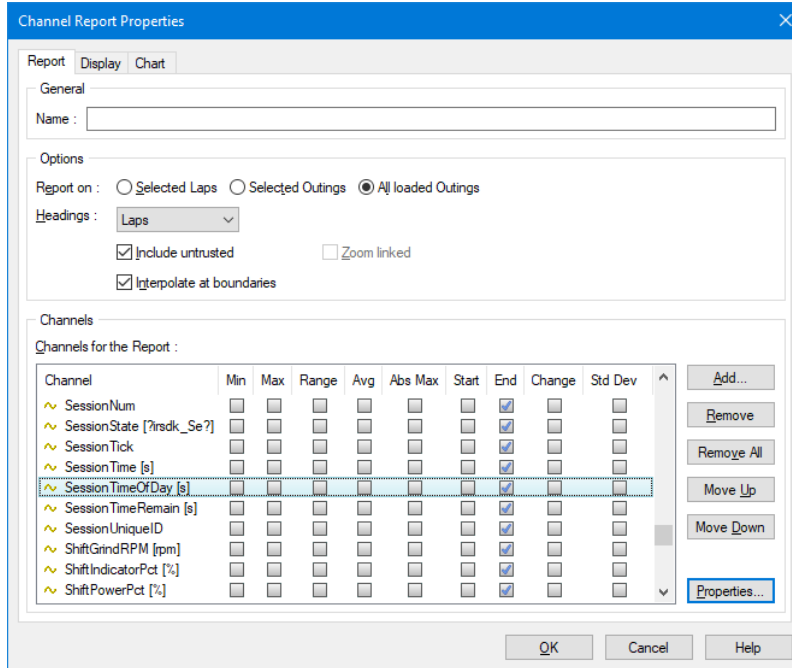 Channel Report Properties
Report Display Chart
General
Name :
Options
Report on : Selected Laps Selected Outings All loaded Outings
Headings : Laps
Include untrusted Zoom linked
Interpolate at boundaries
Channels
Channels for the Report :
Channel Min Max Range Avg Abs Max Start End Change Std Dev
SessionNum
SessionState [?irsdk_Se?]
SessionTick
SessionTime [s]
SessionTimeOfDay [s]
SessionTimeRemain [s]
SessionUniqueID
ShiftGrindRPM [rpm]
ShiftIndicatorPct [%]
ShiftPowerPct [%]
Add...
Remove
Remove All
Move Up
Move Down
Properties...
OK Cancel Help